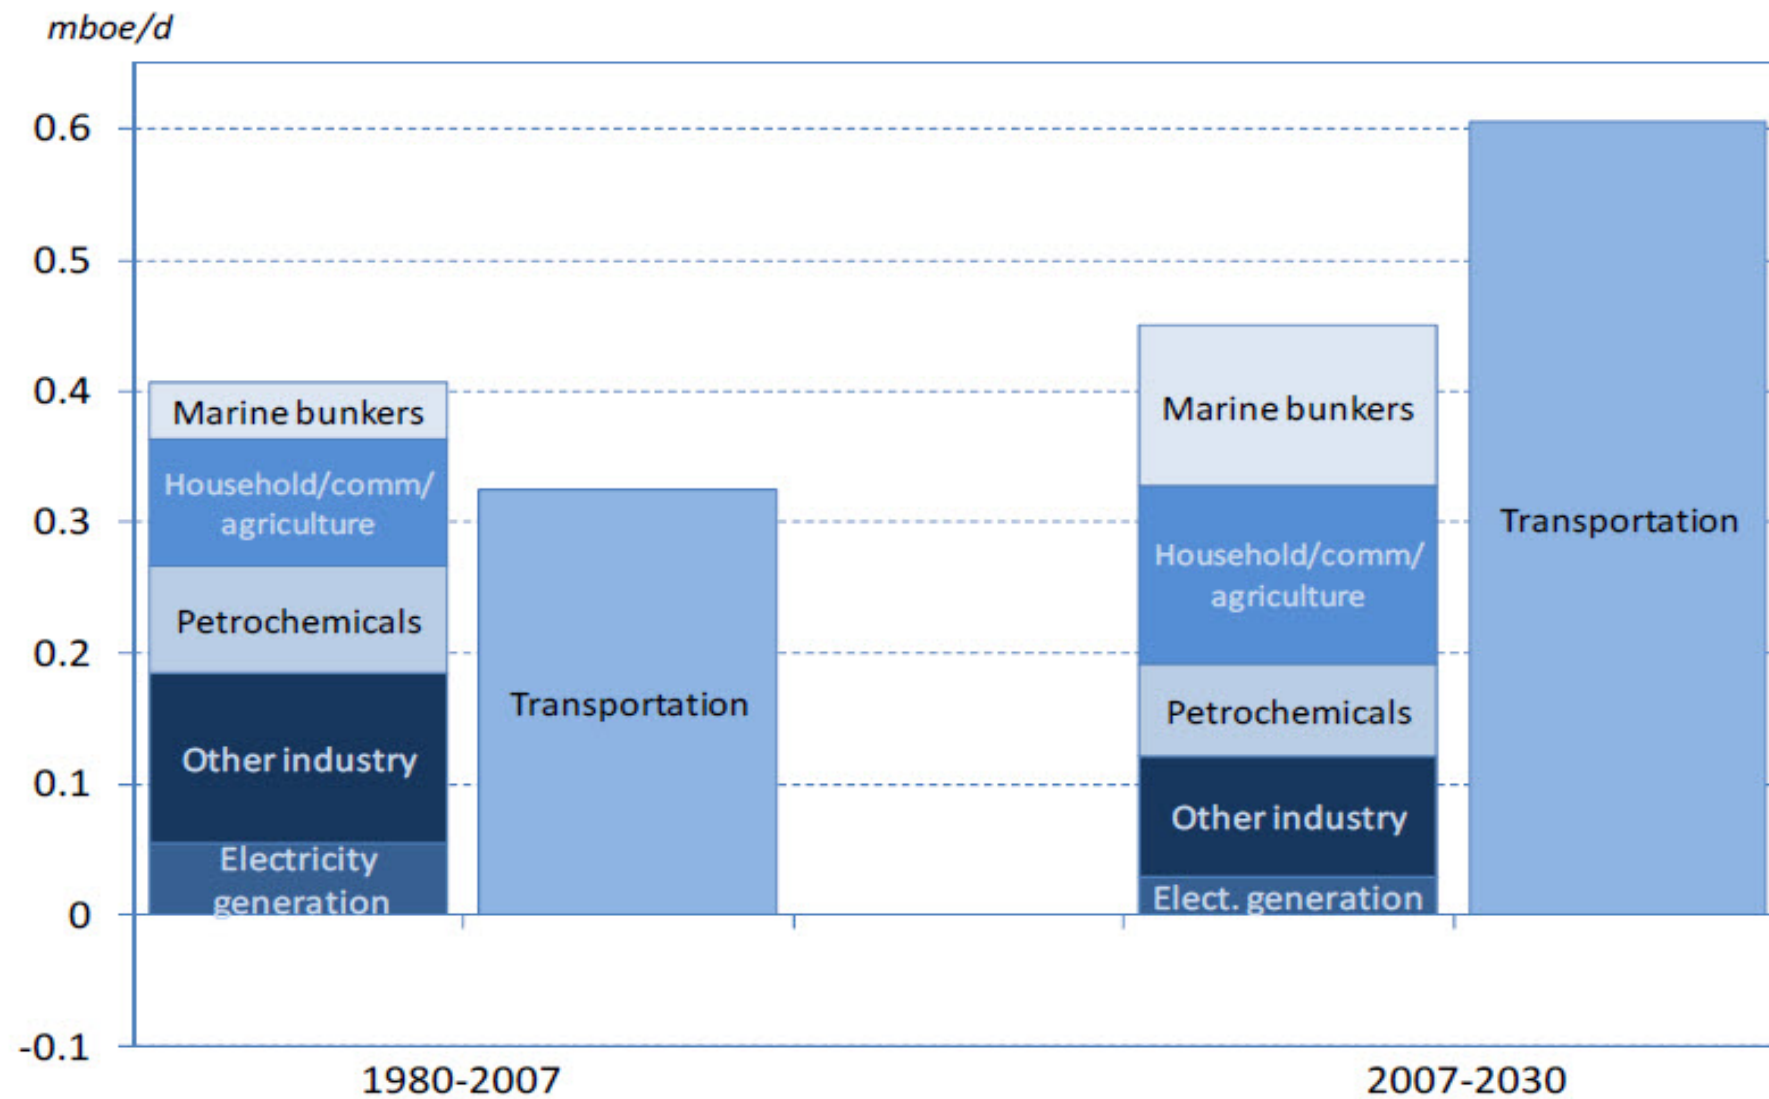 mboe/d
0.6
0.5
0.4
0.3
0.2
0.1
0
-0.1
Marine bunkers
Household/comm/
agriculture
Petrochemicals
Other industry
Electricity
generation
Transportation
Marine bunkers
Household/comm/
agriculture
Petrochemicals
Other industry
Elect. generation
Transportation
1980-2007
2007-2030